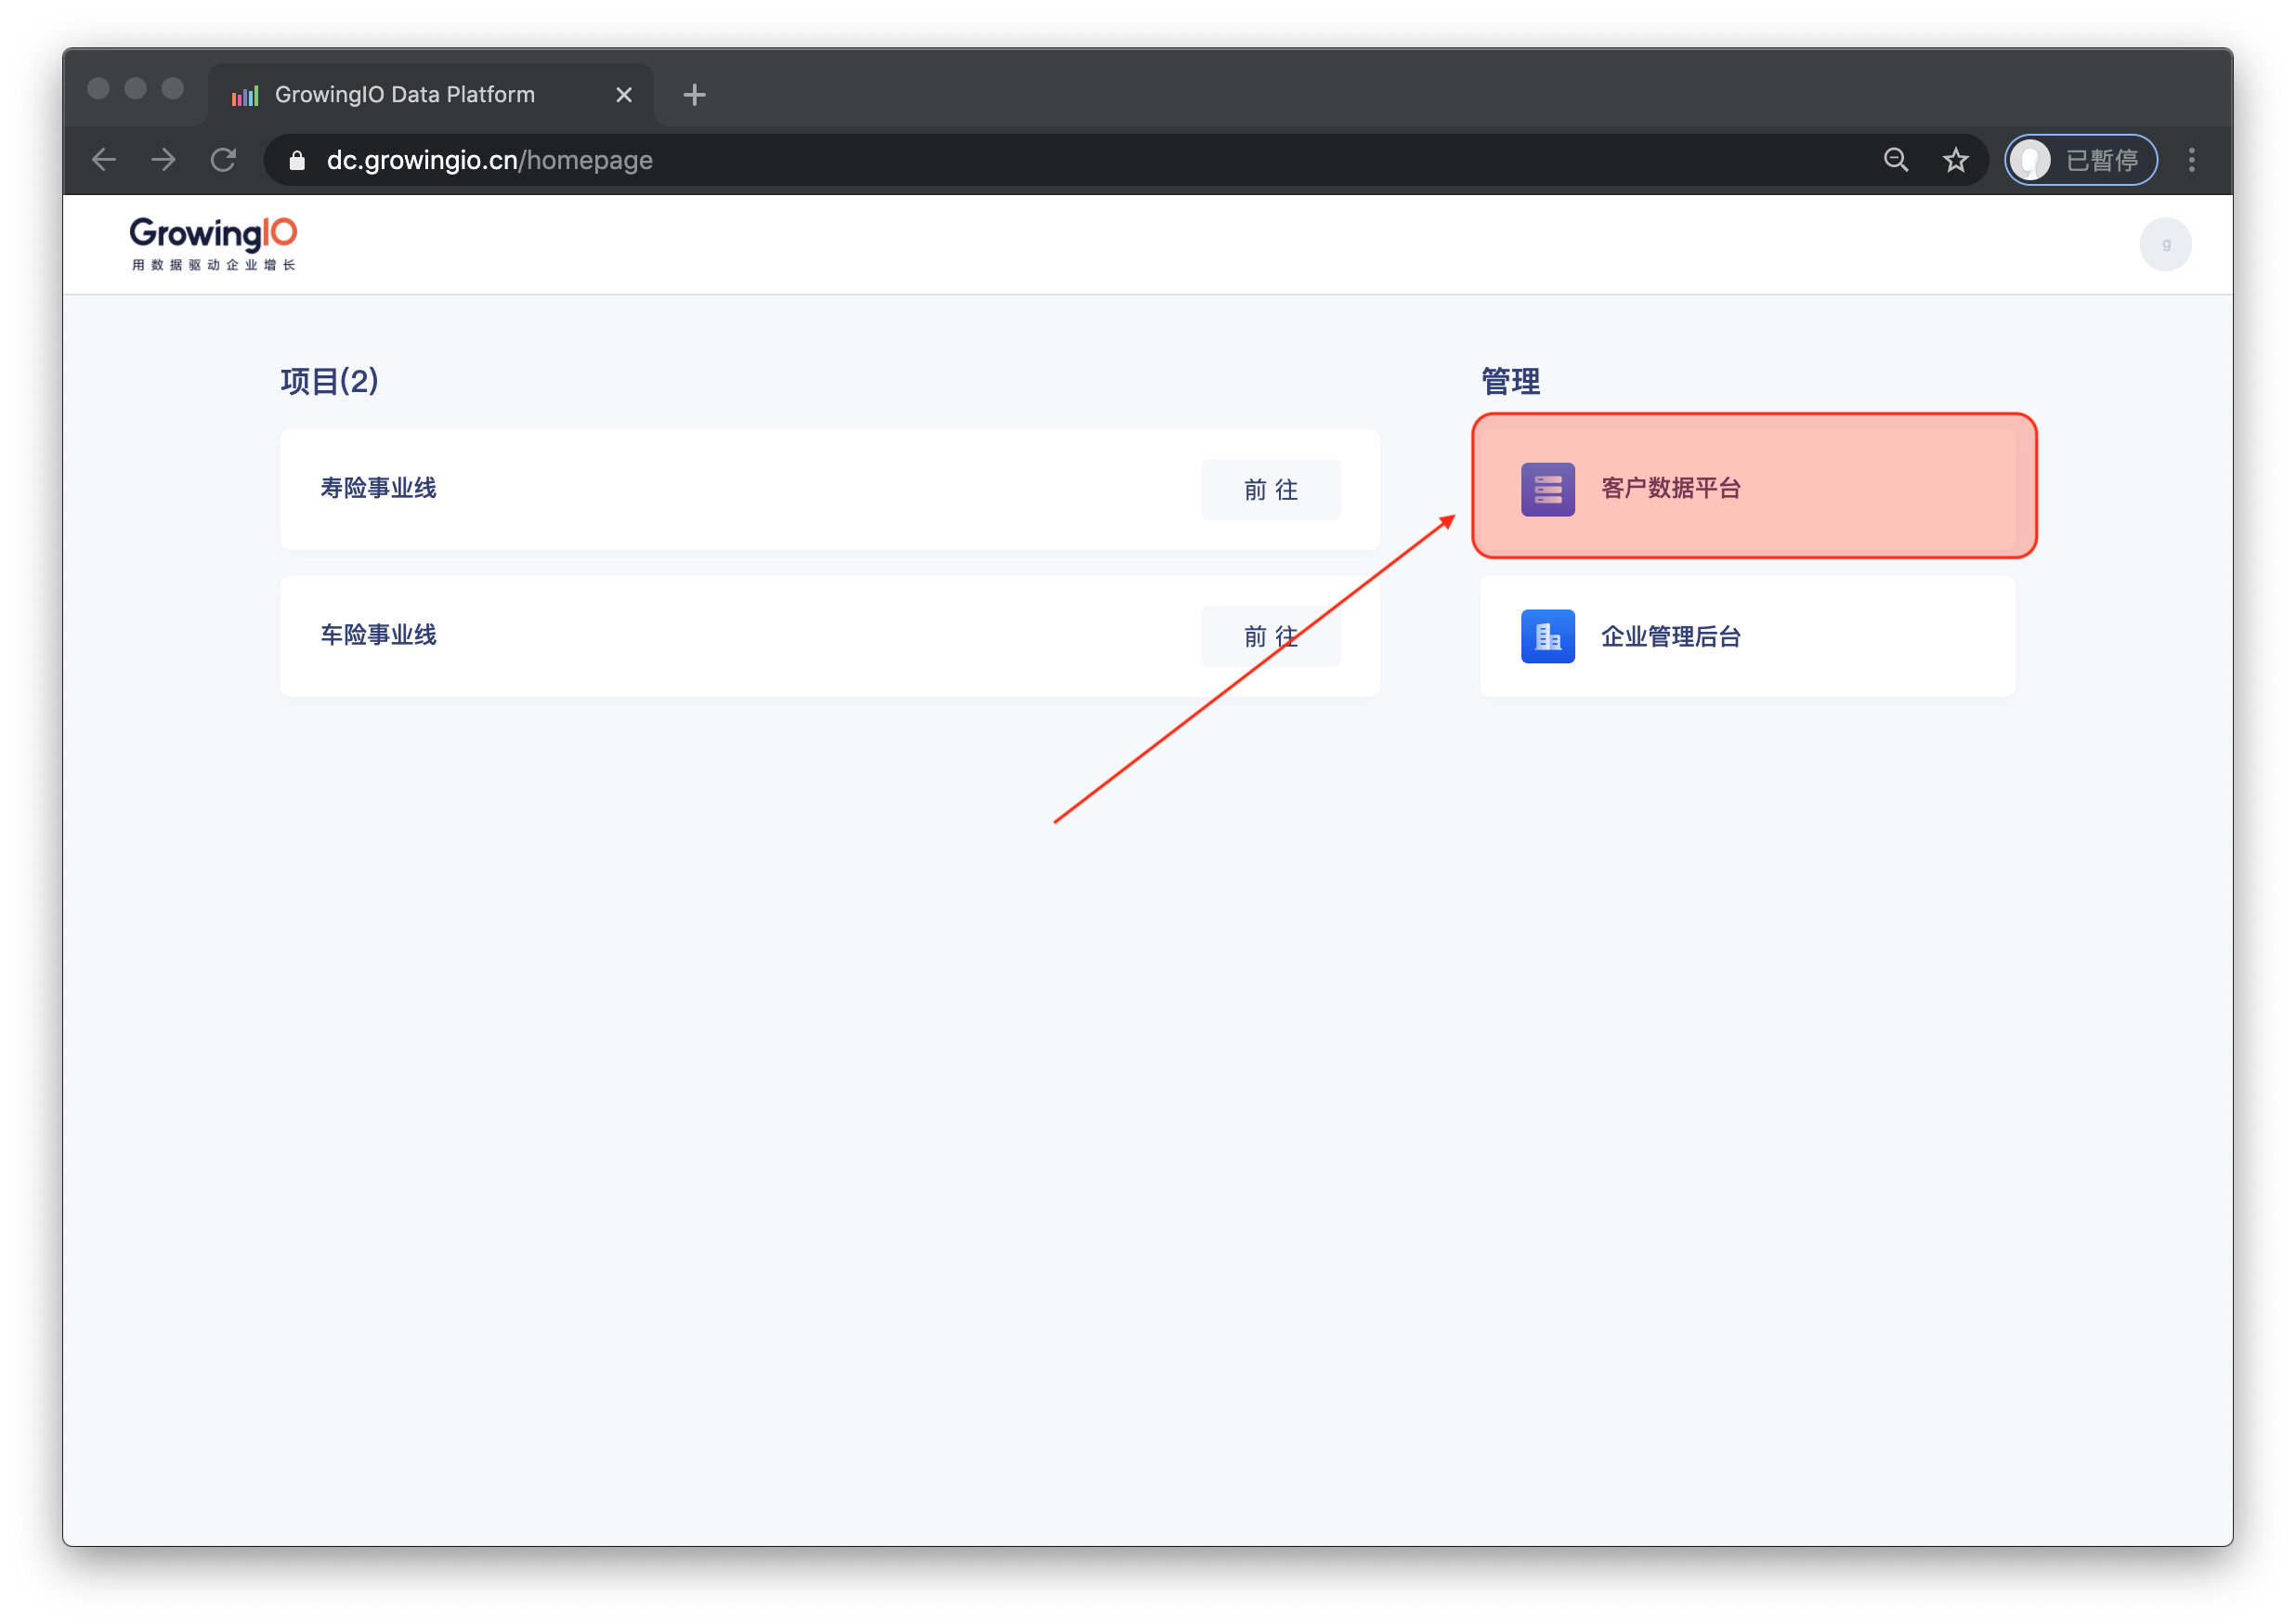 GrowingIO Data Platform
dc.growingio.cn/homepage
已暫停
GrowingIO
用数据驱动企业增长
g
项目(2)
管理
寿险事业线
前 往
客户数据平台
车险事业线
前 往
企业管理后台